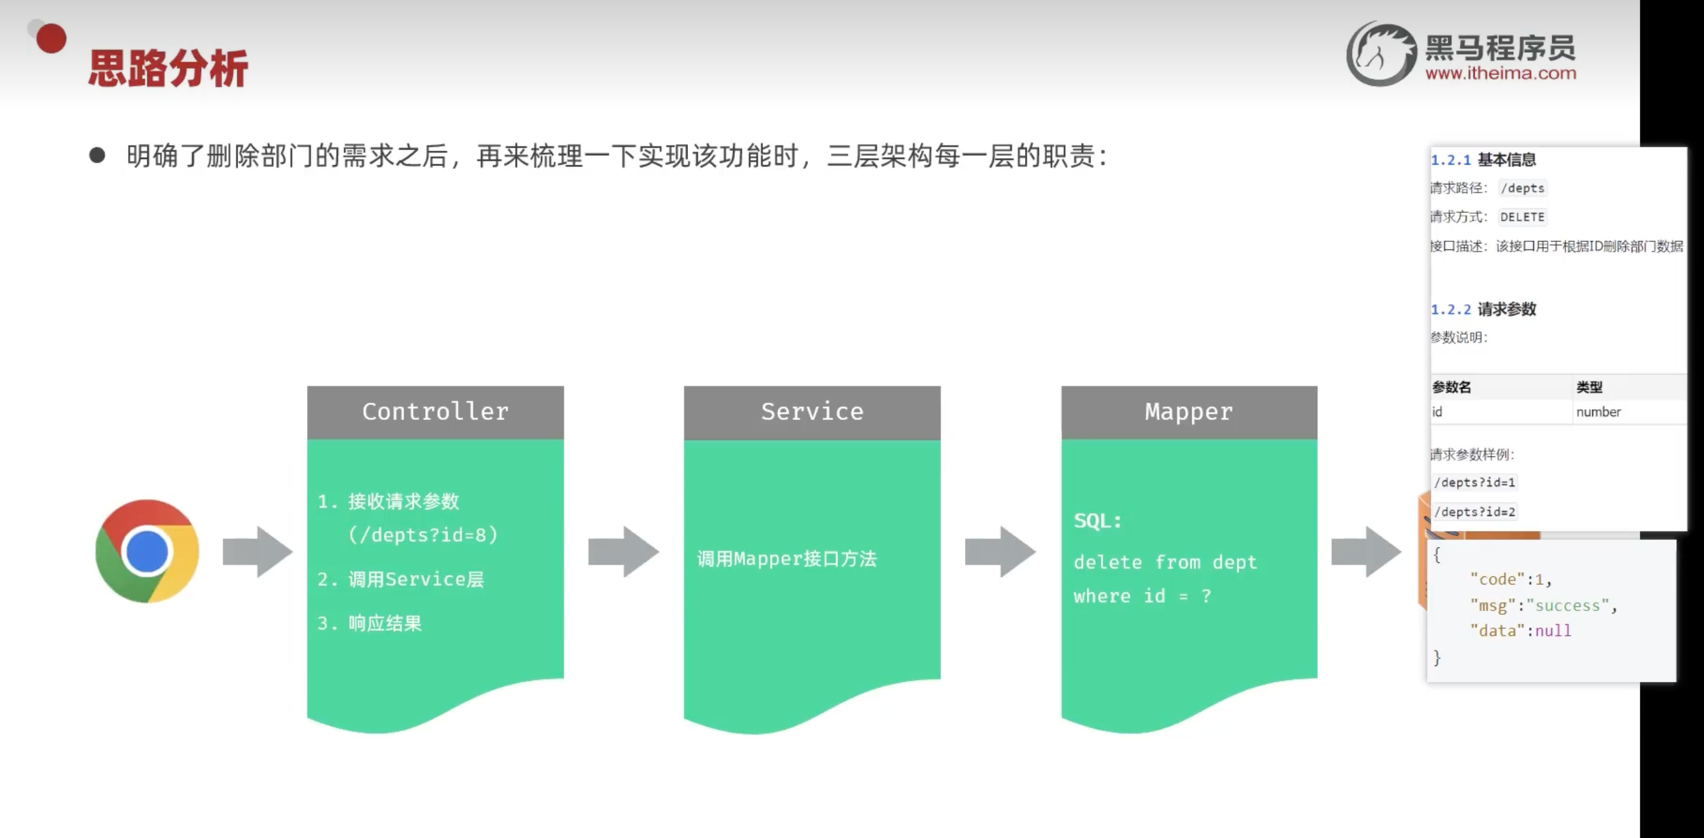 思路分析
黑马程序员
www.itheima.com
明确了删除部门的需求之后，再来梳理一下实现该功能时，三层架构每一层的职责：
Controller
1. 接收请求参数
(/depts?id=8)
2. 调用Service层
3. 响应结果
Service
调用Mapper接口方法
Mapper
SQL:
delete from dept
where id = ?
1.2.1 基本信息
请求路径： /depts
请求方式： DELETE
接口描述：该接口用于根据ID删除部门数据
1.2.2 请求参数
参数说明：
参数名 类型
id number
请求参数样例：
/depts?id=1
/depts?id=2
{
"code":1,
"msg":"success",
"data":null
}